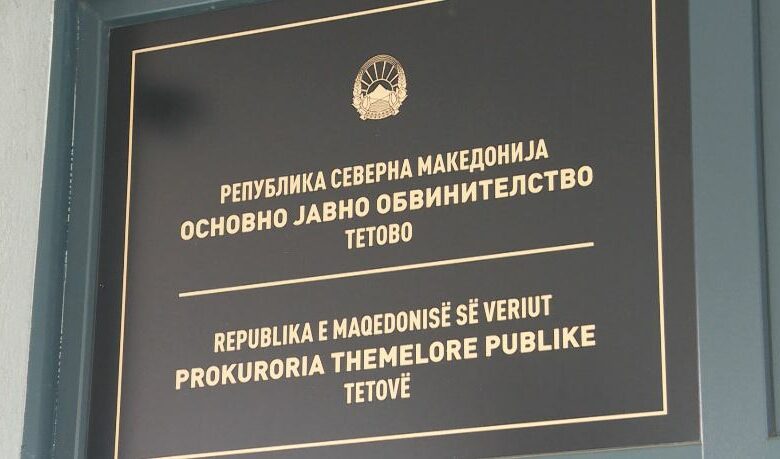 РЕПУБЛИКА СЕВЕРНА МАКЕДОНИЈА
ОСНОВНО ЈАВНО ОБВИНИТЕЛСТВО
ТЕТОВО
REPUBLIKA E MAQEDONISË SË VERIUT
PROKURORIA THEMELORE PUBLIKE
TETOVË